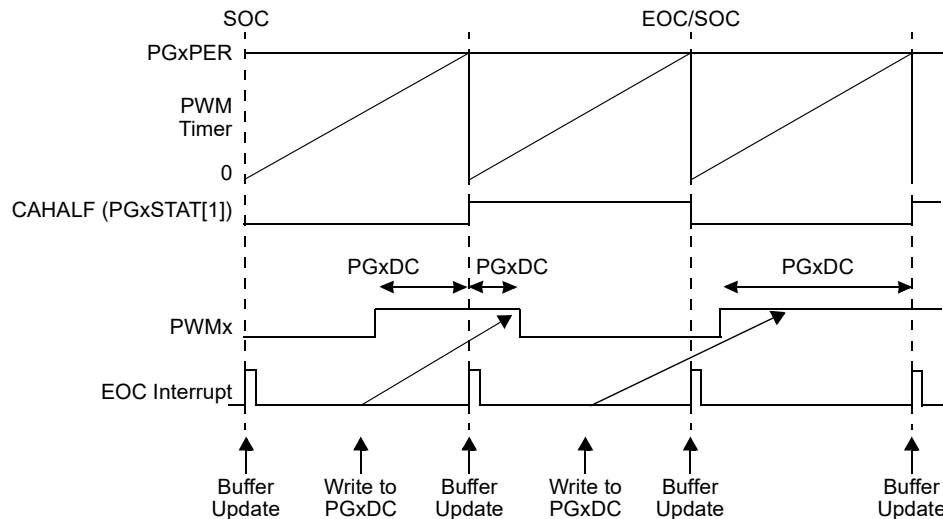 SOC
EOC/SOC
PGxPER
PWM
Timer
0
CAHALF (PGxSTAT[1])
PGxDC
PGxDC
PGxDC
PWMx
EOC Interrupt
Buffer
Update
Write to
PGxDC
Buffer
Update
Write to
PGxDC
Buffer
Update
Buffer
Update